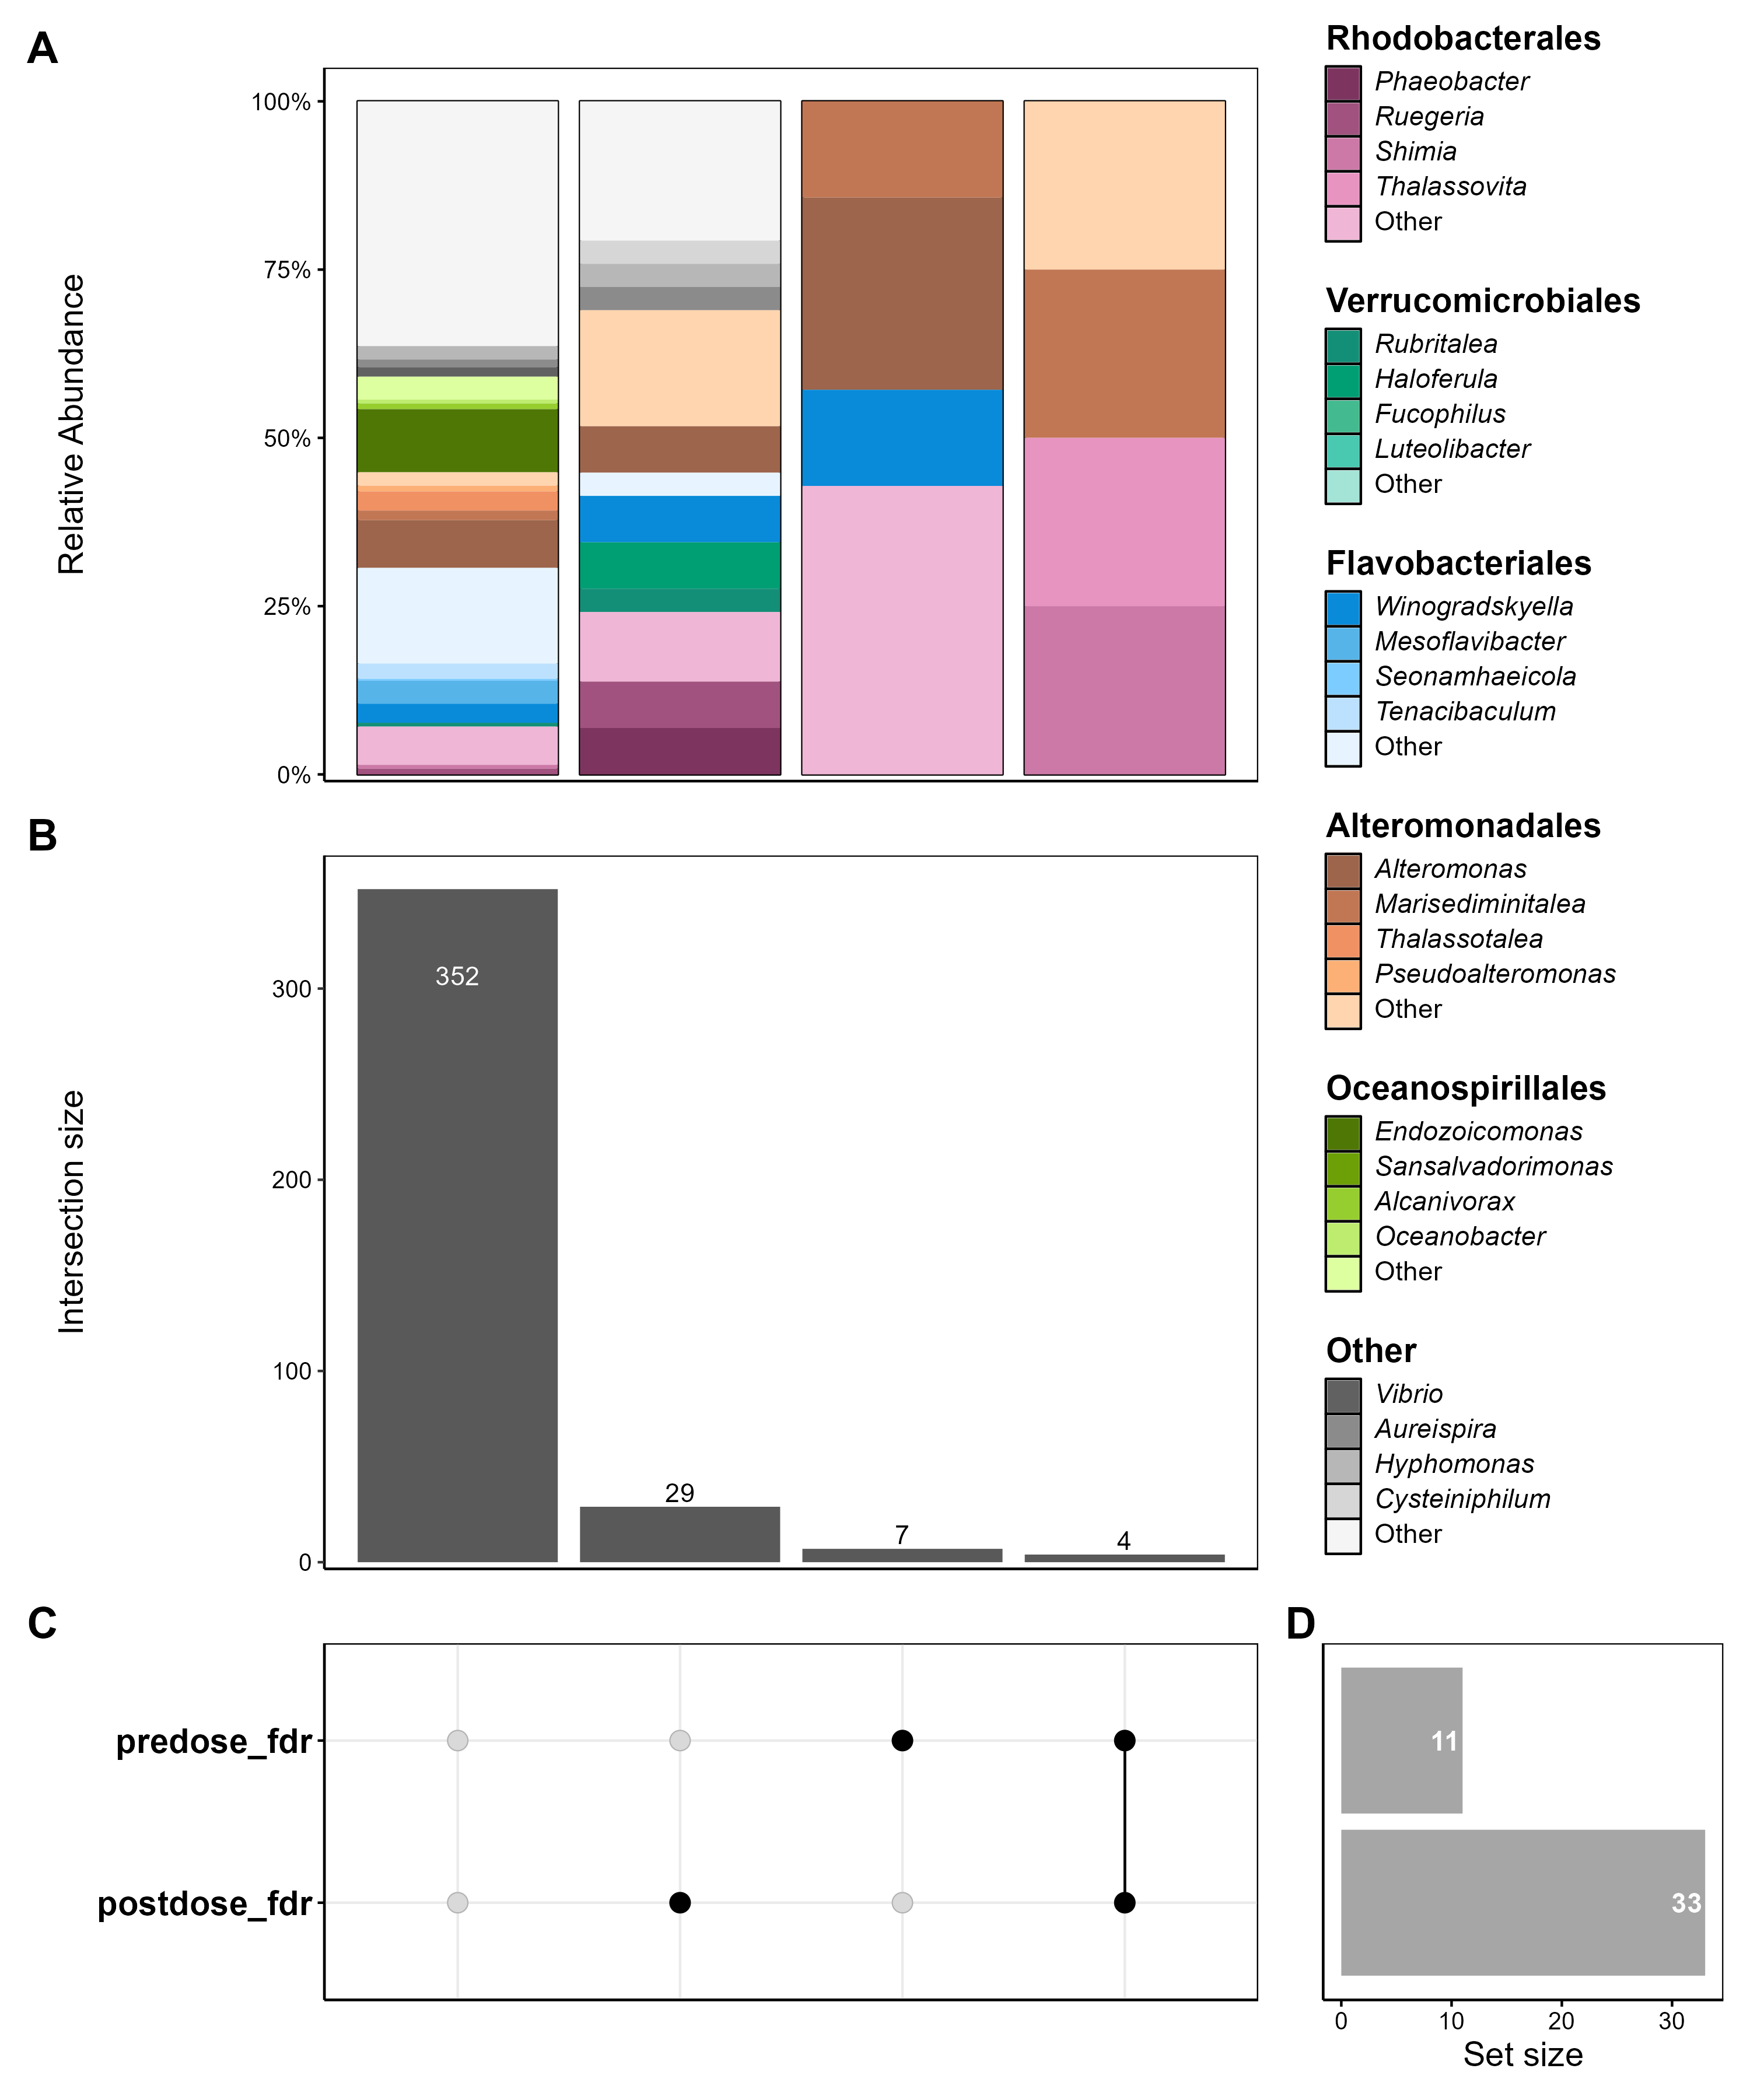 A
Relative Abundance
100%
75%
50%
25%
0%
Rhodobacterales
Phaeobacter
Ruegeria
Shimia
Thalassovita
Other
Verrucomicrobiales
Rubritalea
Haloferula
Fucophilus
Luteolibacter
Other
Flavobacteriales
Winogradskyella
Mesoflavibacter
Seonamhaeicola
Tenacibaculum
Other
Alteromonadales
Alteromonas
Marisediminitalea
Thalassotalea
Pseudoalteromonas
Other
Oceanospirillales
Endozoicomonas
Sansalvadorimonas
Alcanivorax
Oceanobacter
Other
Other
Vibrio
Aureispira
Hyphomonas
Cysteiniphilum
Other
B
Intersection size
300
200
100
0
352
29
7
4
C
predose_fdr
postdose_fdr
D
11
33
0 10 20 30
Set size